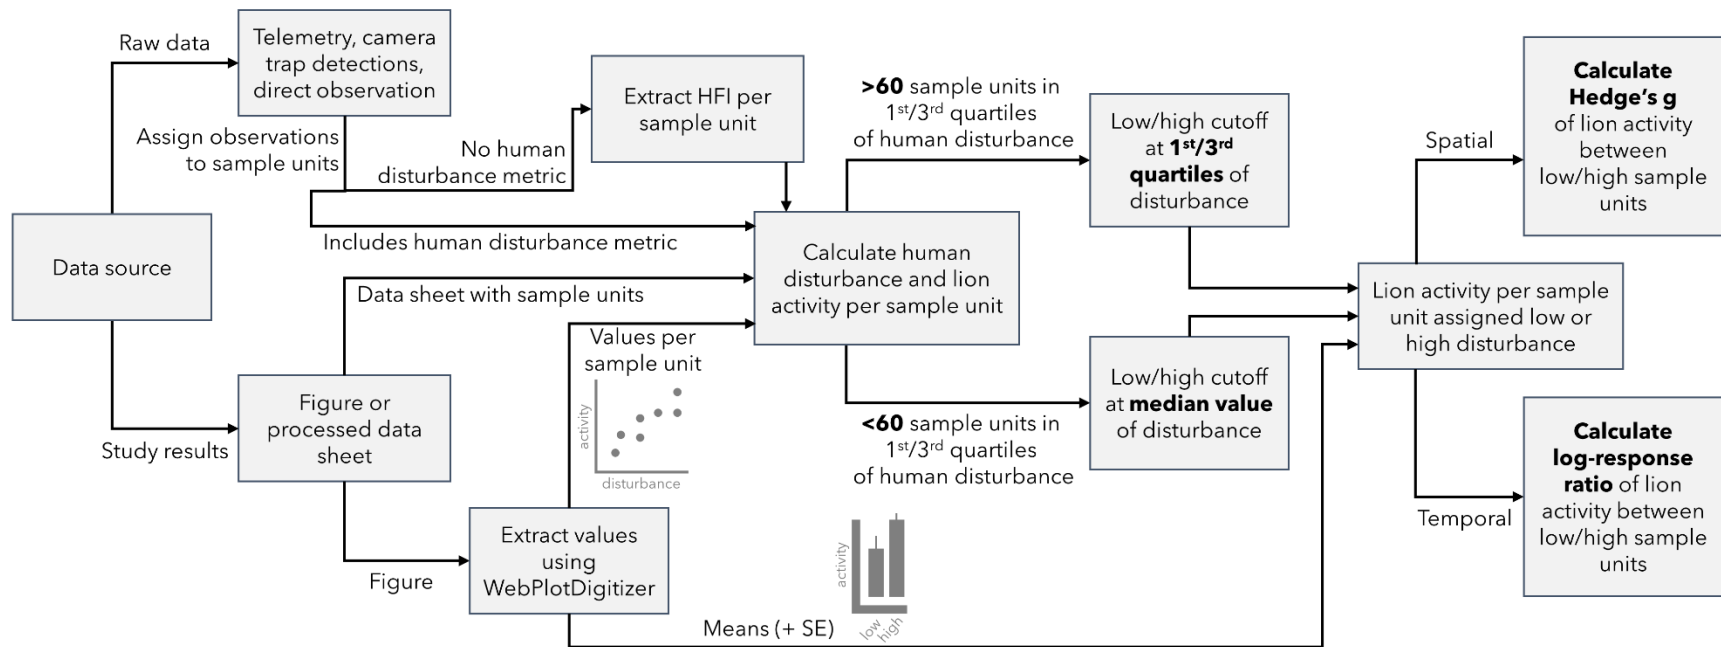 Raw data
Telemetry, camera
trap detections,
direct observation
Assign observations
to sample units
No human
disturbance metric
Extract HFI per
sample unit
Includes human disturbance metric
Data source
Data sheet with sample units
Study results
Figure or
processed data
sheet
Figure
Extract values
using
WebPlotDigitizer
Values per
sample unit
activity
disturbance
Means (+ SE)
activity
low
high
Calculate human
disturbance and lion
activity per sample unit
>60 sample units in
1st/3rd quartiles
of human disturbance
Low/high cutoff
at 1st/3rd
quartiles of
disturbance
<60 sample units in
1st/3rd quartiles
of human disturbance
Low/high cutoff
at median value
of disturbance
Lion activity per sample
unit assigned low or
high disturbance
Spatial
Calculate
Hedge's g
of lion activity
between
low/high sample
units
Temporal
Calculate
log-response
ratio of lion
activity between
low/high sample
units